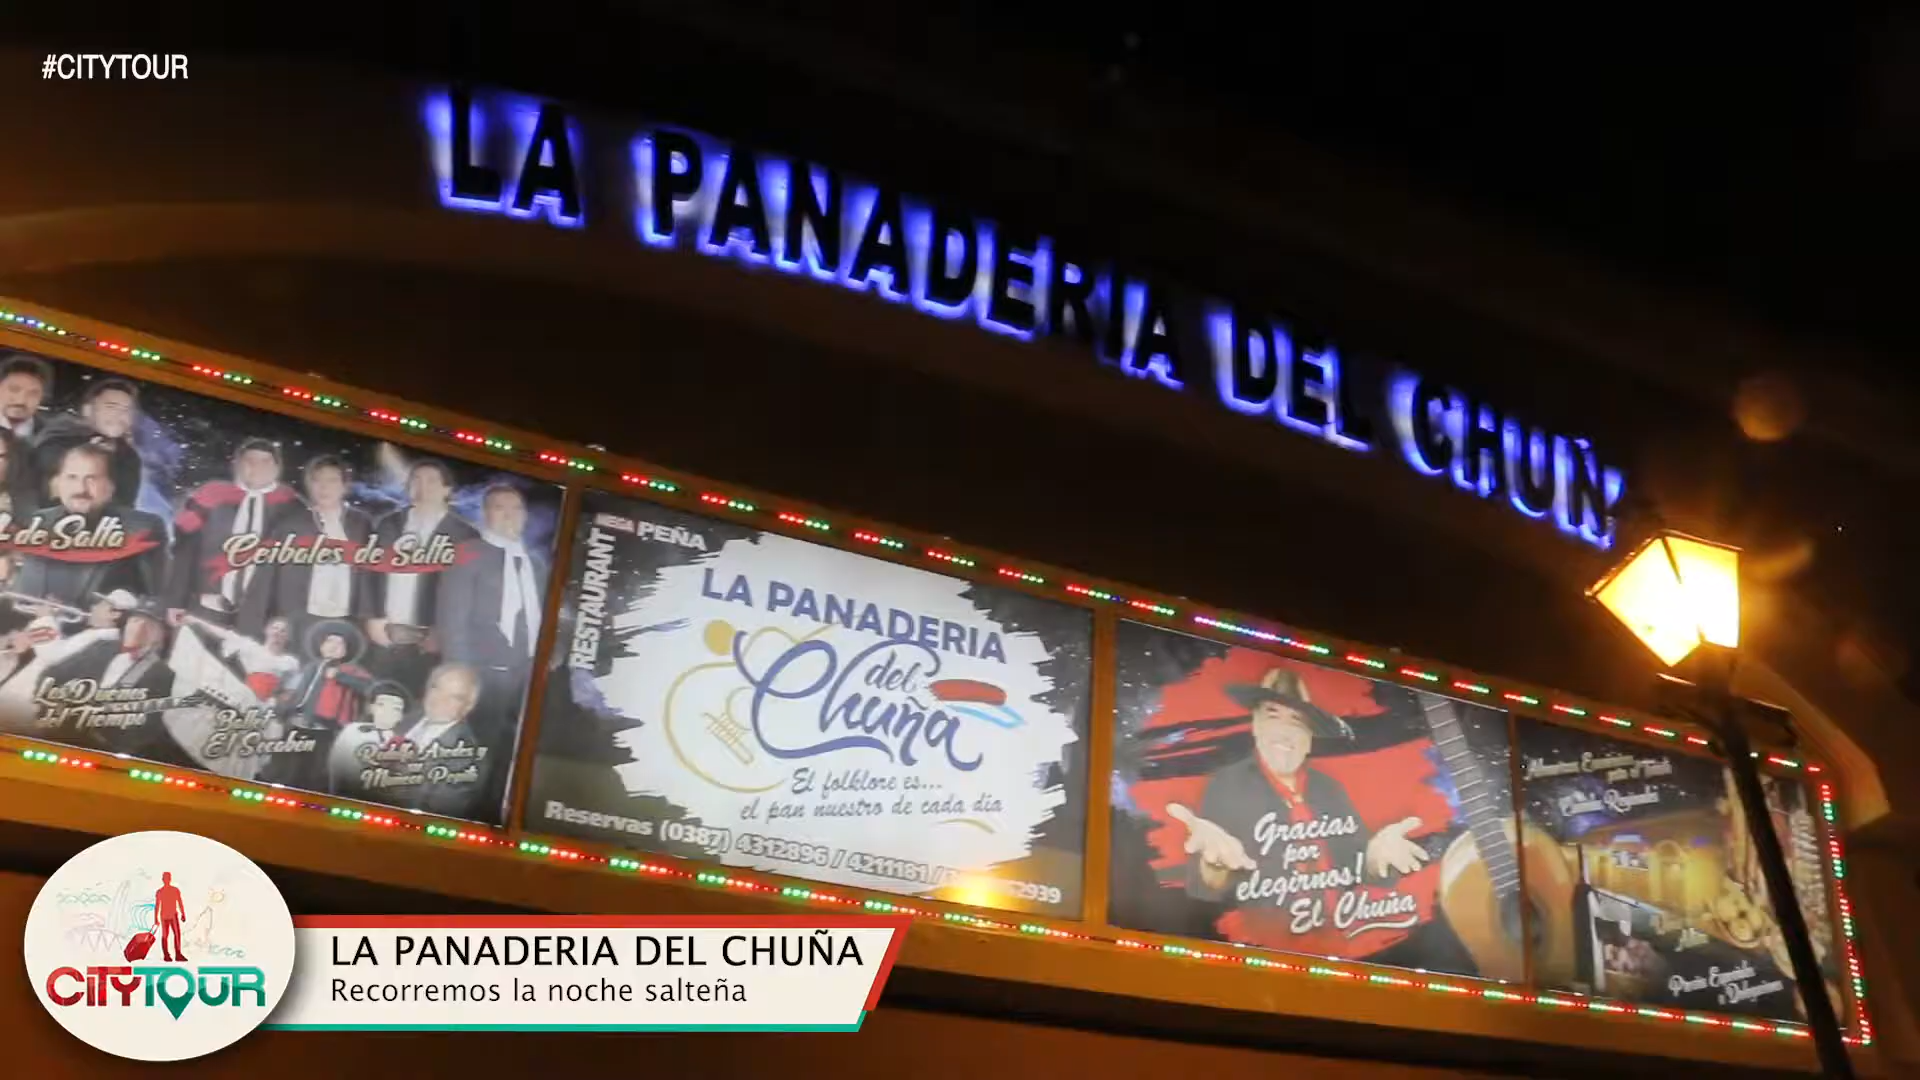 #CITYTOUR
LA PANADERIA DEL CHUÑ
de Salta
Ceibales de Salta
Los Duenos
del Tiempo
Ballet
El Socabón
MEGA PEÑA
RESTAURANT
LA PANADERIA
del
Chuña
El folklore es...
el pan nuestro de cada día
Reservas (0387) 4312896 / 4211181 /
2939
Gracias
por
elegirnos!
El Chuña
CITYTOUR
LA PANADERIA DEL CHUÑA
Recorremos la noche salteña